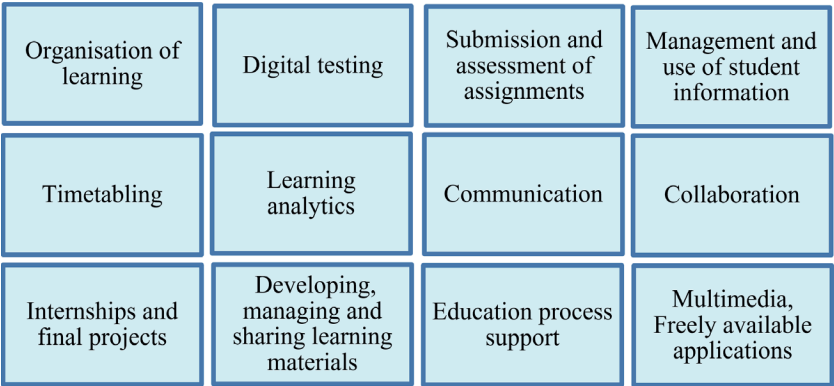 Organisation of
learning
Digital testing
Submission and
assessment of
assignments
Management and
use of student
information
Timetabling
Learning
analytics
Communication
Collaboration
Internships and
final projects
Developing,
managing and
sharing learning
materials
Education process
support
Multimedia,
Freely available
applications